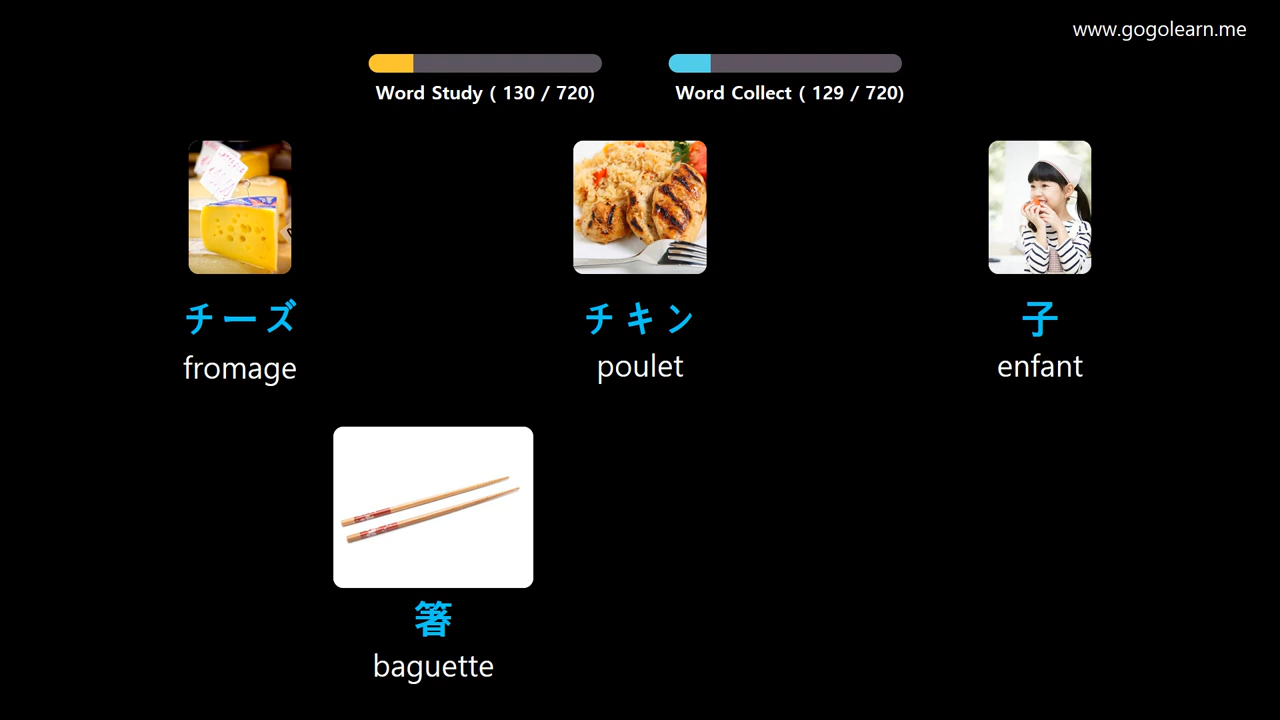 www.gogolearn.me
Word Study ( 130 / 720)
Word Collect ( 129 / 720)
チーズ
fromage
チキン
poulet
子
enfant
箸
baguette